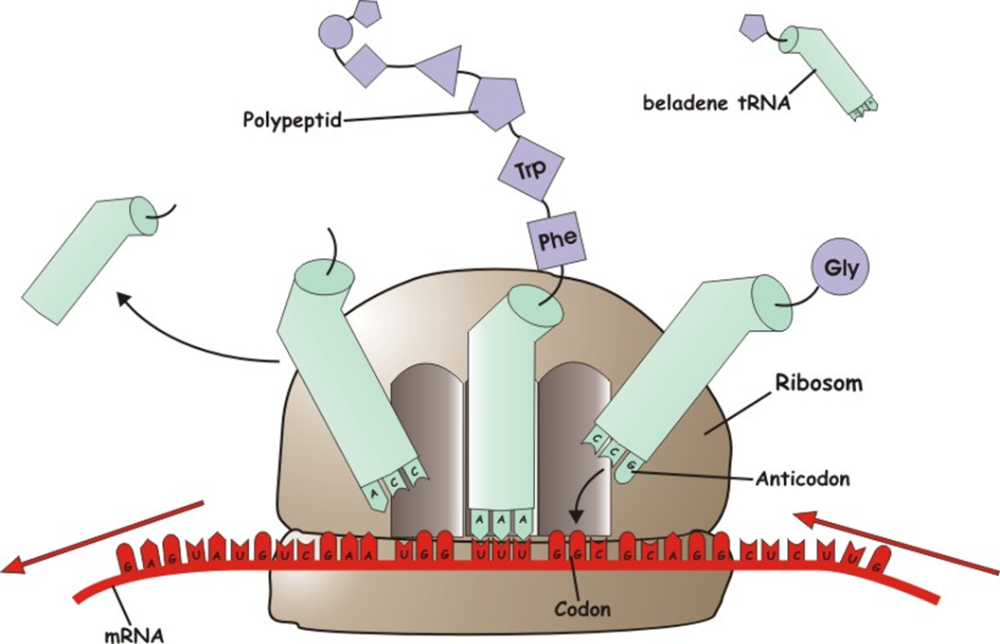 Polypeptid
beladene tRNA
Trp
Phe
Gly
Ribosom
C C G
Anticodon
A C C
A A A
G A G U A U G U C G A A U G G U U U G G C G C A G G C U C U U G
Codon
mRNA